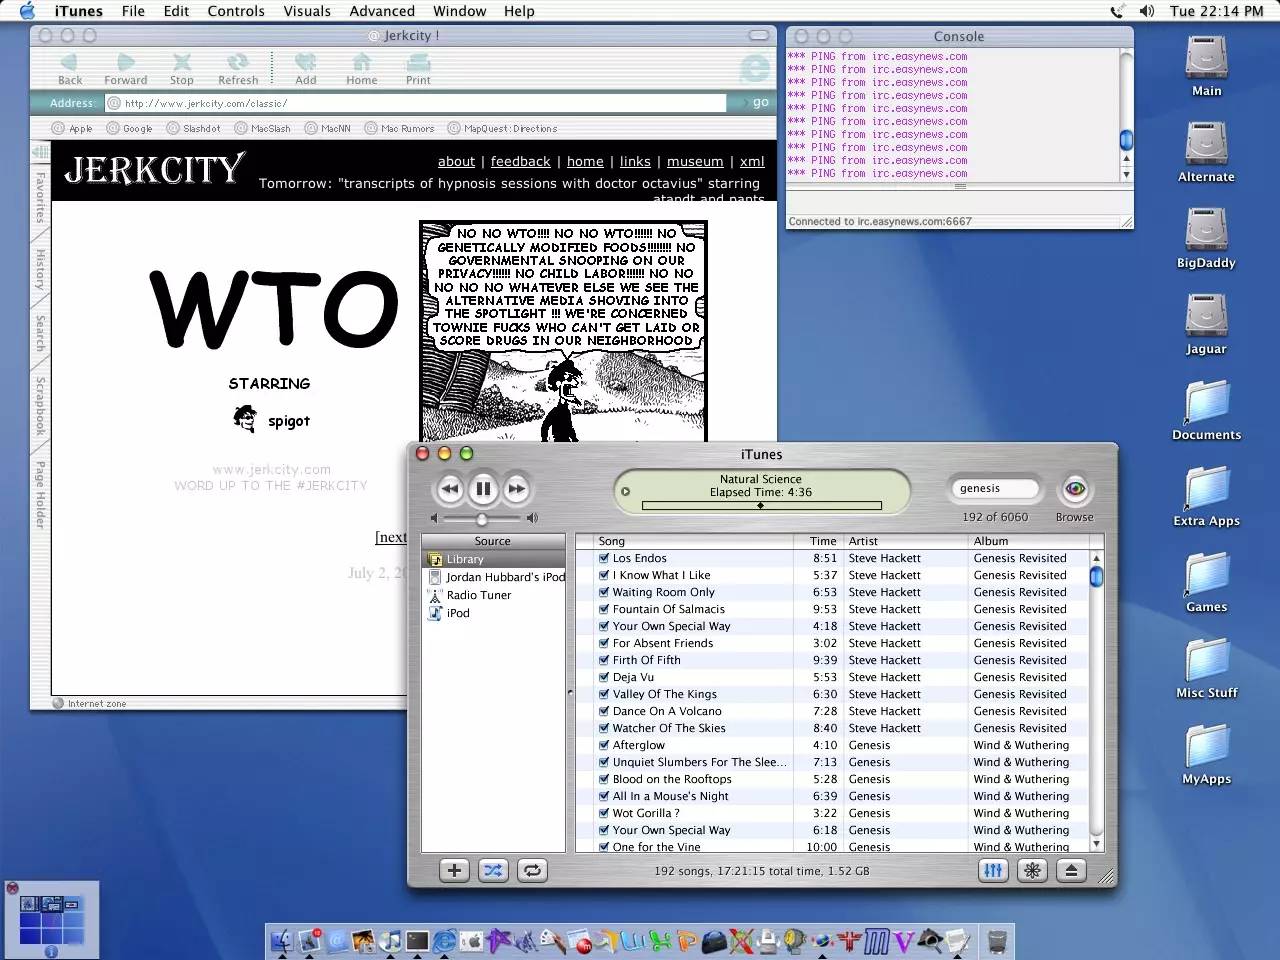 iTunes File Edit Controls Visuals Advanced Window Help
Tue 22:14 PM
Jerkcity !
Back Forward Stop Refresh Add Home Print
Address: http://www.jerkcity.com/classic/ go
Apple Google Slashdot MacSlash MacNN Mac Rumors MapQuest: Directions
Favorites
History
Search
Scrapbook
Page Holder
JERKCITY
about | feedback | home | links | museum | xml
Tomorrow: "transcripts of hypnosis sessions with doctor octavius" starring
atandt and pants
WTO
STARRING
spigot
www.jerkcity.com
WORD UP TO THE #JERKCITY
[next
July 2, 20
NO NO WTO!!!! NO NO WTO!!!!! NO
GENETICALLY MODIFIED FOODS!!!!!!!! NO
GOVERNMENTAL SNOOPING ON OUR
PRIVACY!!!!!! NO CHILD LABOR!!!!!! NO NO
NO NO NO WHATEVER ELSE WE SEE THE
ALTERNATIVE MEDIA SHOVING INTO
THE SPOTLIGHT !!! WE'RE CONCERNED
TOWNIE FUCKS WHO CAN'T GET LAID OR
SCORE DRUGS IN OUR NEIGHBORHOOD
Internet zone
Console
*** PING from irc.easynews.com
*** PING from irc.easynews.com
*** PING from irc.easynews.com
*** PING from irc.easynews.com
*** PING from irc.easynews.com
*** PING from irc.easynews.com
*** PING from irc.easynews.com
*** PING from irc.easynews.com
*** PING from irc.easynews.com
*** PING from irc.easynews.com
Connected to irc.easynews.com:6667
Main
Alternate
BigDaddy
Jaguar
Documents
Extra Apps
Games
Misc Stuff
MyApps
iTunes
Natural Science
Elapsed Time: 4:36
genesis
192 of 6060
Browse
Source
Library
Jordan Hubbard's iPod
Radio Tuner
iPod
Song Time Artist Album
Los Endos 8:51 Steve Hackett Genesis Revisited
I Know What I Like 5:37 Steve Hackett Genesis Revisited
Waiting Room Only 6:53 Steve Hackett Genesis Revisited
Fountain Of Salmacis 9:53 Steve Hackett Genesis Revisited
Your Own Special Way 4:18 Steve Hackett Genesis Revisited
For Absent Friends 3:02 Steve Hackett Genesis Revisited
Firth Of Fifth 9:39 Steve Hackett Genesis Revisited
Deja Vu 5:53 Steve Hackett Genesis Revisited
Valley Of The Kings 6:30 Steve Hackett Genesis Revisited
Dance On A Volcano 7:28 Steve Hackett Genesis Revisited
Watcher Of The Skies 8:40 Steve Hackett Genesis Revisited
Afterglow 4:10 Genesis Wind & Wuthering
Unquiet Slumbers For The Slee... 7:13 Genesis Wind & Wuthering
Blood on the Rooftops 5:28 Genesis Wind & Wuthering
All In a Mouse's Night 6:39 Genesis Wind & Wuthering
Wot Gorilla ? 3:22 Genesis Wind & Wuthering
Your Own Special Way 6:18 Genesis Wind & Wuthering
One for the Vine 10:00 Genesis Wind & Wuthering
192 songs, 17:21:15 total time, 1.52 GB